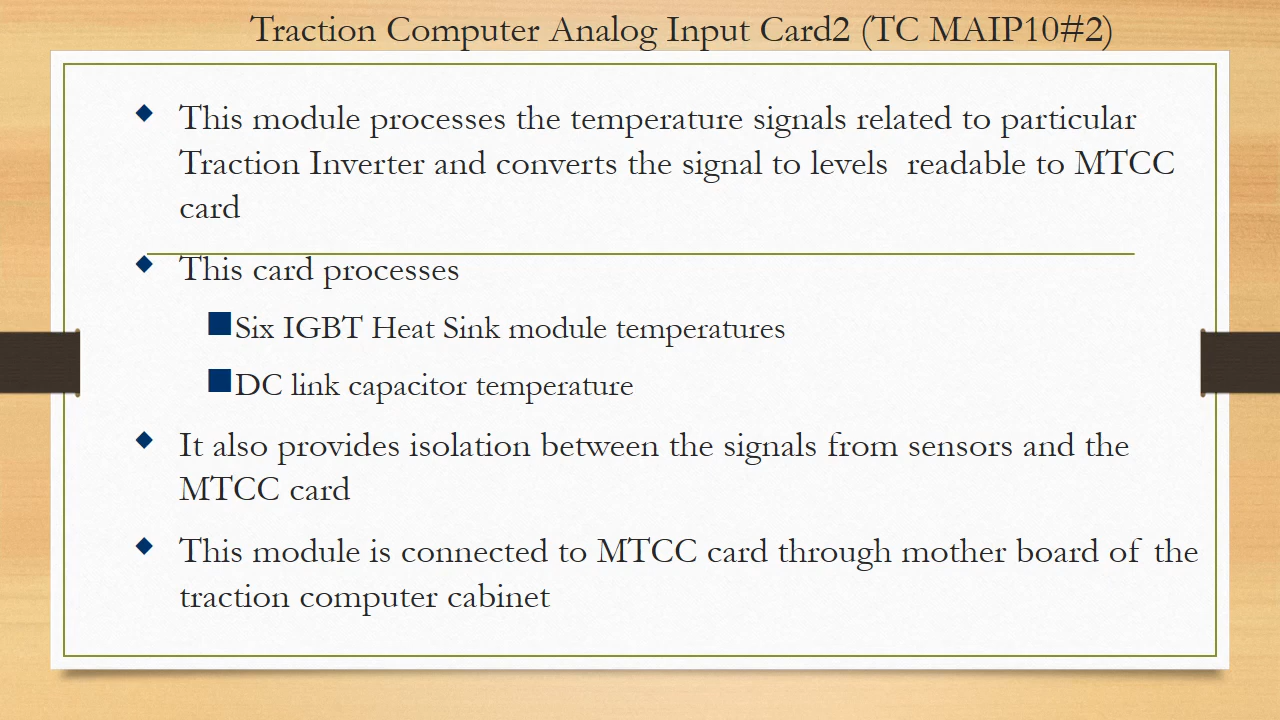 Traction Computer Analog Input Card2 (TC MAIP10#2)
This module processes the temperature signals related to particular
Traction Inverter and converts the signal to levels  readable to MTCC
card
This card processes
Six IGBT Heat Sink module temperatures
DC link capacitor temperature
It also provides isolation between the signals from sensors and the
MTCC card
This module is connected to MTCC card through mother board of the
traction computer cabinet